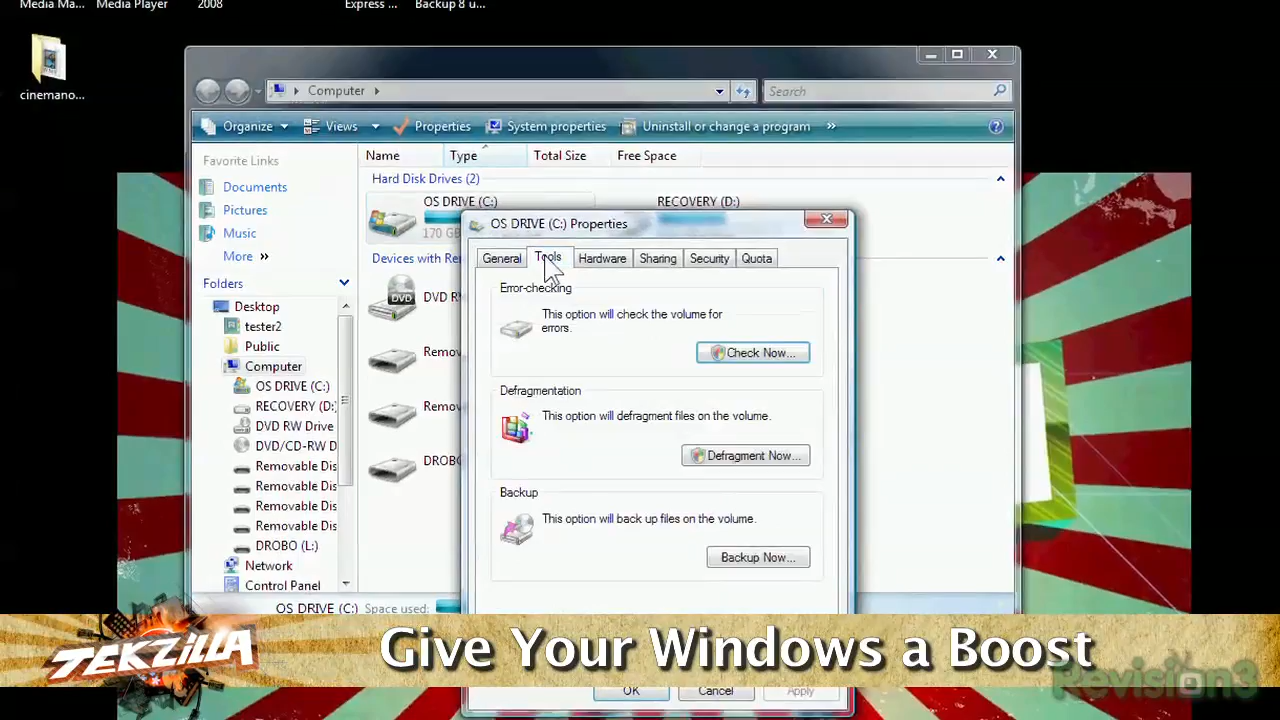 Media Ma... Media Player 2008 Express ... Backup 8 u...
cinemano...
Computer
Search
Organize Views Properties System properties Uninstall or change a program »
Favorite Links
Documents
Pictures
Music
More »
Folders
Desktop
tester2
Public
Computer
OS DRIVE (C:)
RECOVERY (D:)
DVD RW Drive
DVD/CD-RW D
Removable Dis
Removable Dis
Removable Dis
Removable Dis
DROBO (L:)
Network
Control Panel
Name Type Total Size Free Space
Hard Disk Drives (2)
OS DRIVE (C:) RECOVERY (D:)
170 GB
Devices with Re
DVD
DVD R
Remov
Remov
DROB
OS DRIVE (C:) Space used:
OS DRIVE (C:) Properties
General Tools Hardware Sharing Security Quota
Error-checking
This option will check the volume for
errors.
Check Now...
Defragmentation
This option will defragment files on the volume.
Defragment Now...
Backup
This option will back up files on the volume.
Backup Now...
OK Cancel Apply
TEKZILLA
Give Your Windows a Boost
Revision3